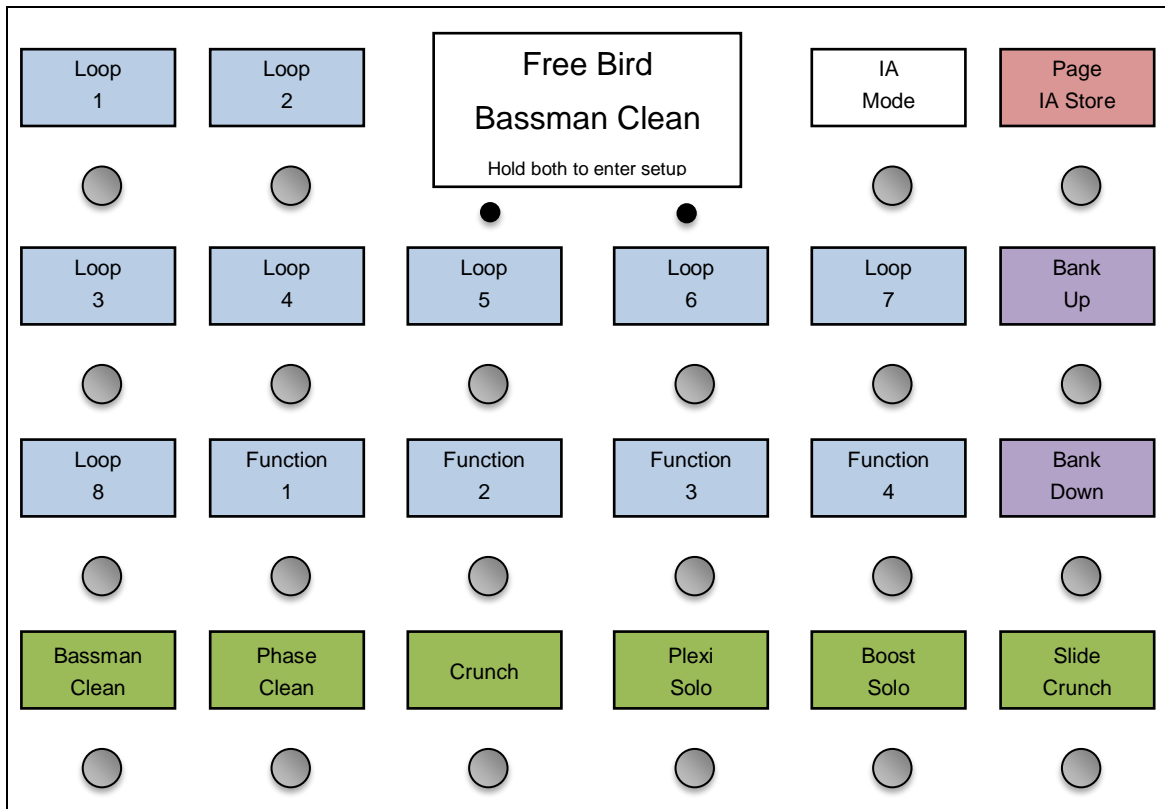 Loop
1
Loop
2
Free Bird
Bassman Clean
Hold both to enter setup
IA
Mode
Page
IA Store
Loop
3
Loop
4
Loop
5
Loop
6
Loop
7
Bank
Up
Loop
8
Function
1
Function
2
Function
3
Function
4
Bank
Down
Bassman
Clean
Phase
Clean
Crunch
Plexi
Solo
Boost
Solo
Slide
Crunch